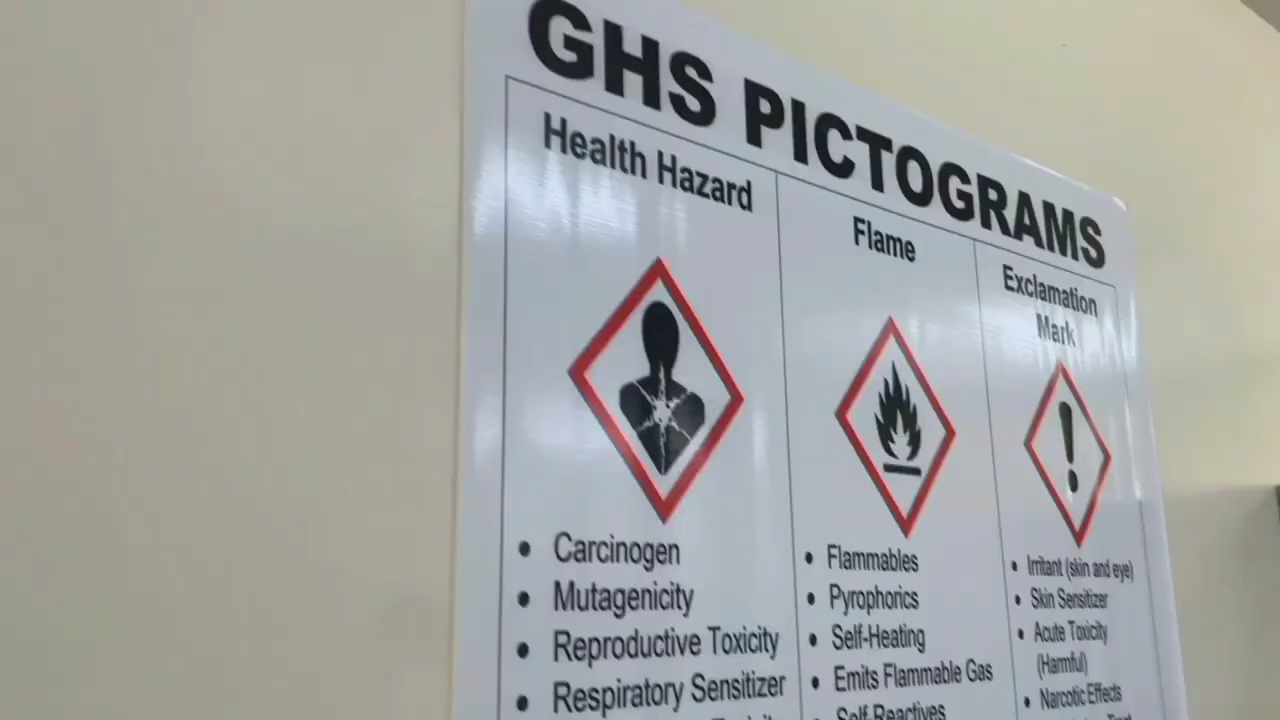 GHS PICTOGRAMS
Health Hazard
• Carcinogen
• Mutagenicity
• Reproductive Toxicity
• Respiratory Sensitizer
Flame
• Flammables
• Pyrophorics
• Self-Heating
• Emits Flammable Gas
• Self-Reactives
Exclamation
Mark
• Irritant (skin and eye)
• Skin Sensitizer
• Acute Toxicity
(Harmful)
• Narcotic Effects